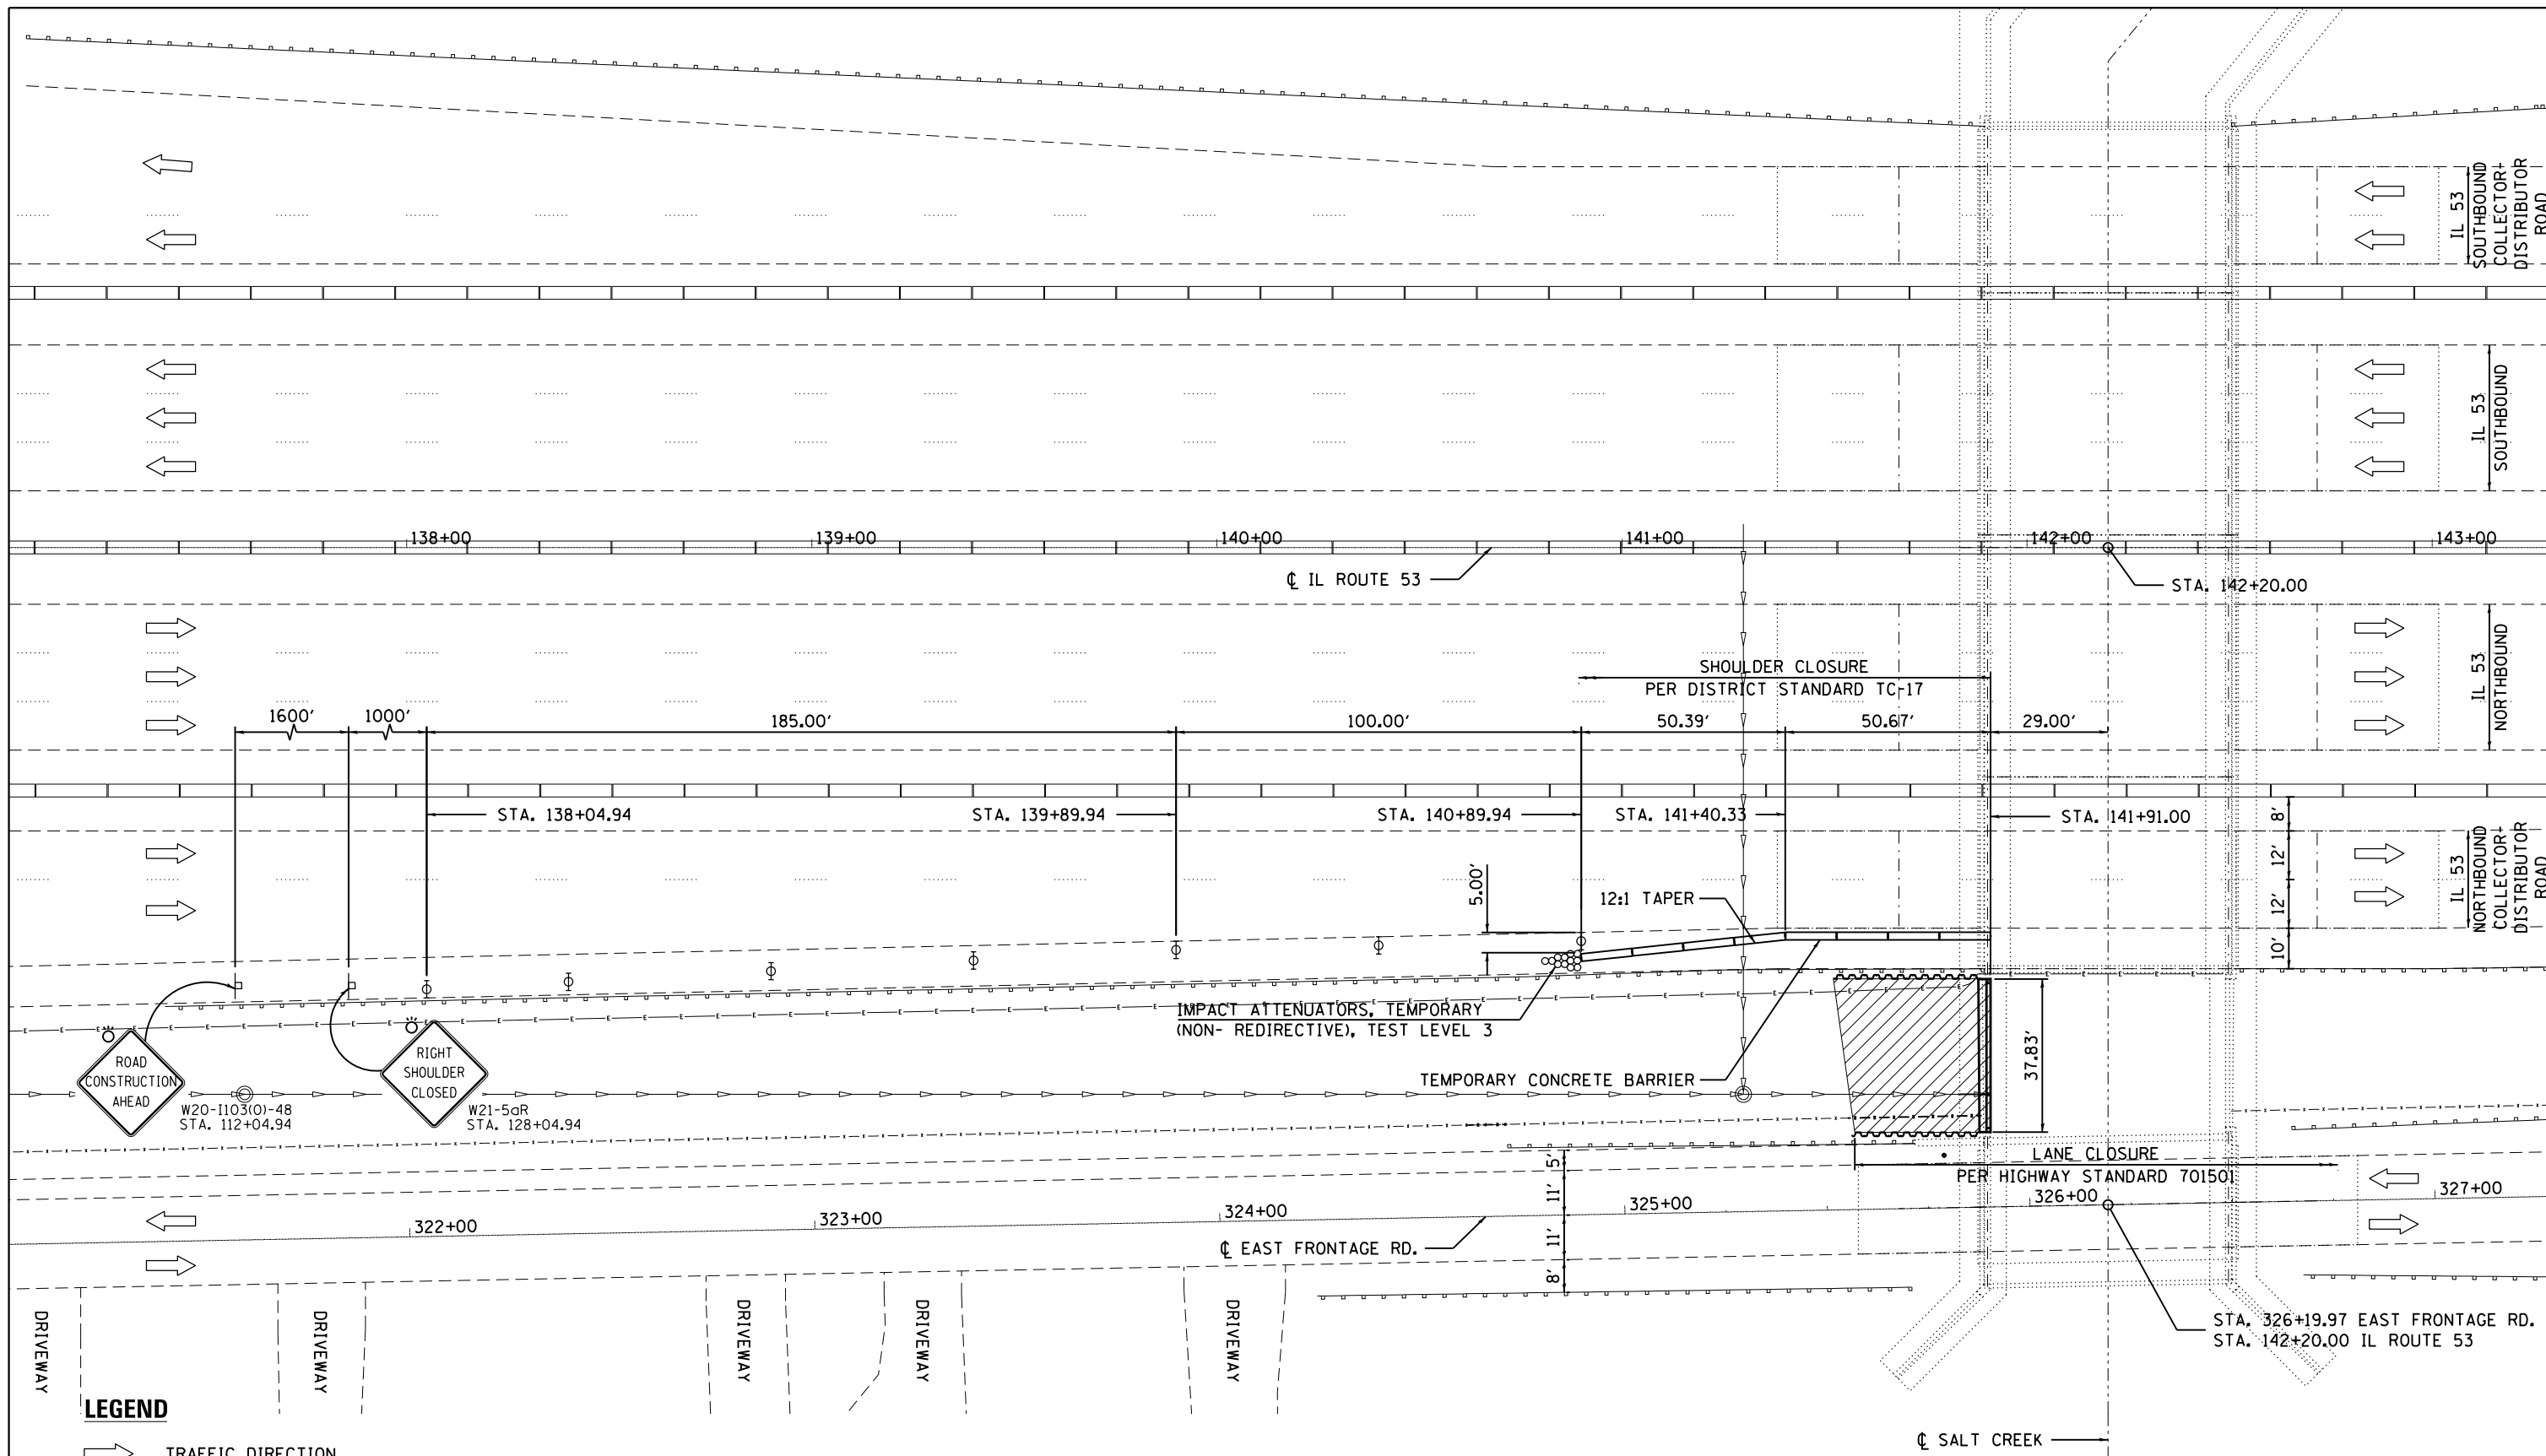 IL 53
SOUTHBOUND
COLLECTOR-
DISTRIBUTOR
ROAD
IL 53
SOUTHBOUND
138+00
139+00
140+00
141+00
142+00
143+00
℄ IL ROUTE 53
STA. 142+20.00
IL 53
NORTHBOUND
SHOULDER CLOSURE
PER DISTRICT STANDARD TC-17
1600'
1000'
185.00'
100.00'
50.39'
50.67'
29.00'
STA. 138+04.94
STA. 139+89.94
STA. 140+89.94
STA. 141+40.33
STA. 141+91.00
8'
12'
12'
10'
IL 53
NORTHBOUND
COLLECTOR-
DISTRIBUTOR
ROAD
5.00'
12:1 TAPER
IMPACT ATTENUATORS, TEMPORARY
(NON- REDIRECTIVE), TEST LEVEL 3
TEMPORARY CONCRETE BARRIER
37.83'
ROAD
CONSTRUCTION
AHEAD
W20-I103(O)-48
STA. 112+04.94
RIGHT
SHOULDER
CLOSED
W21-5aR
STA. 128+04.94
LANE CLOSURE
PER HIGHWAY STANDARD 701501
5'
11'
11'
8'
322+00
323+00
324+00
325+00
326+00
327+00
℄ EAST FRONTAGE RD.
DRIVEWAY
DRIVEWAY
DRIVEWAY
DRIVEWAY
DRIVEWAY
STA. 326+19.97 EAST FRONTAGE RD.
STA. 142+20.00 IL ROUTE 53
LEGEND
TRAFFIC DIRECTION
℄ SALT CREEK